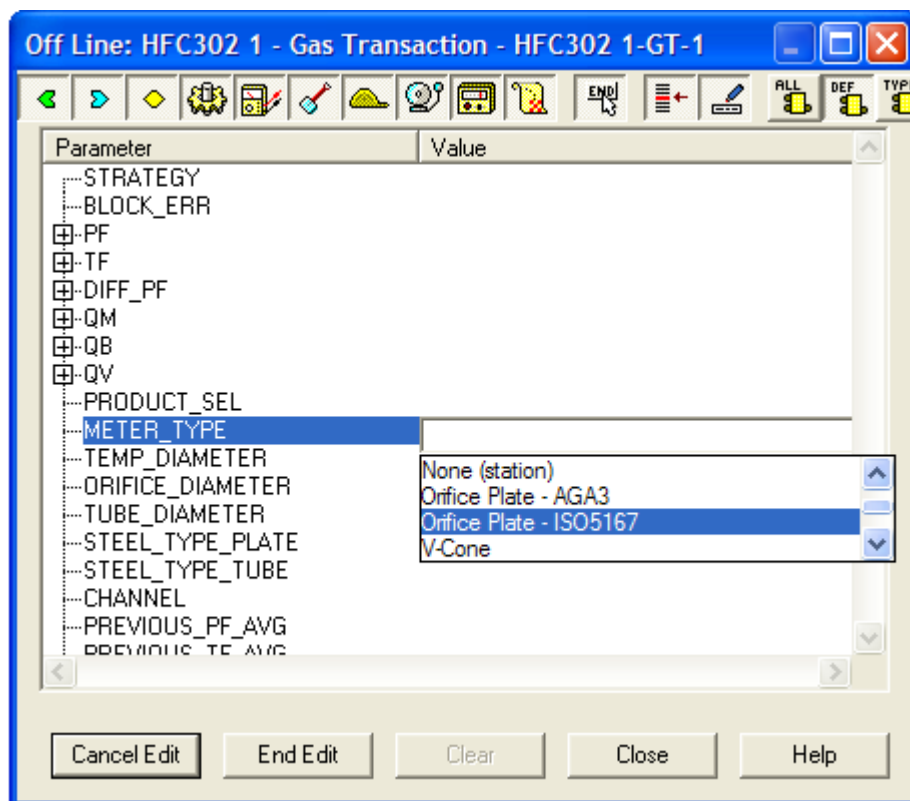 Off Line: HFC302 1 - Gas Transaction - HFC302 1-GT-1
END
ALL
DEF
TYP
Parameter Value
STRATEGY
BLOCK_ERR
PF
TF
DIFF_PF
QM
QB
QV
PRODUCT_SEL
METER_TYPE
TEMP_DIAMETER
None (station)
ORIFICE_DIAMETER
Orifice Plate - AGA3
TUBE_DIAMETER
Orifice Plate - ISO5167
STEEL_TYPE_PLATE
V-Cone
STEEL_TYPE_TUBE
CHANNEL
PREVIOUS_PF_AVG
PREVIOUS_TF_AVG
Cancel Edit End Edit Clear Close Help